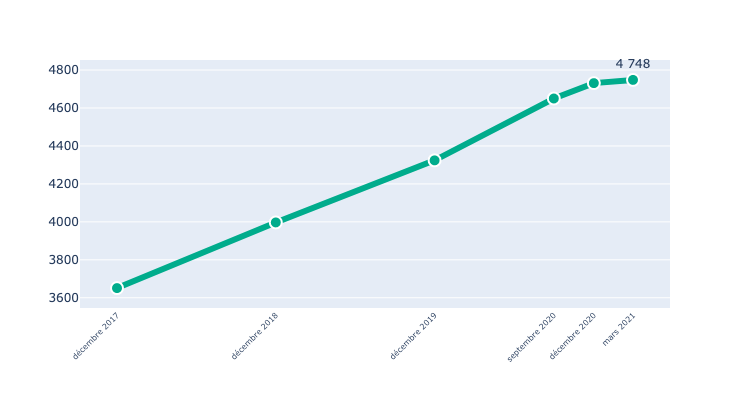 4 748
4800
4600
4400
4200
4000
3800
3600
décembre 2017
décembre 2018
décembre 2019
septembre 2020
décembre 2020
mars 2021